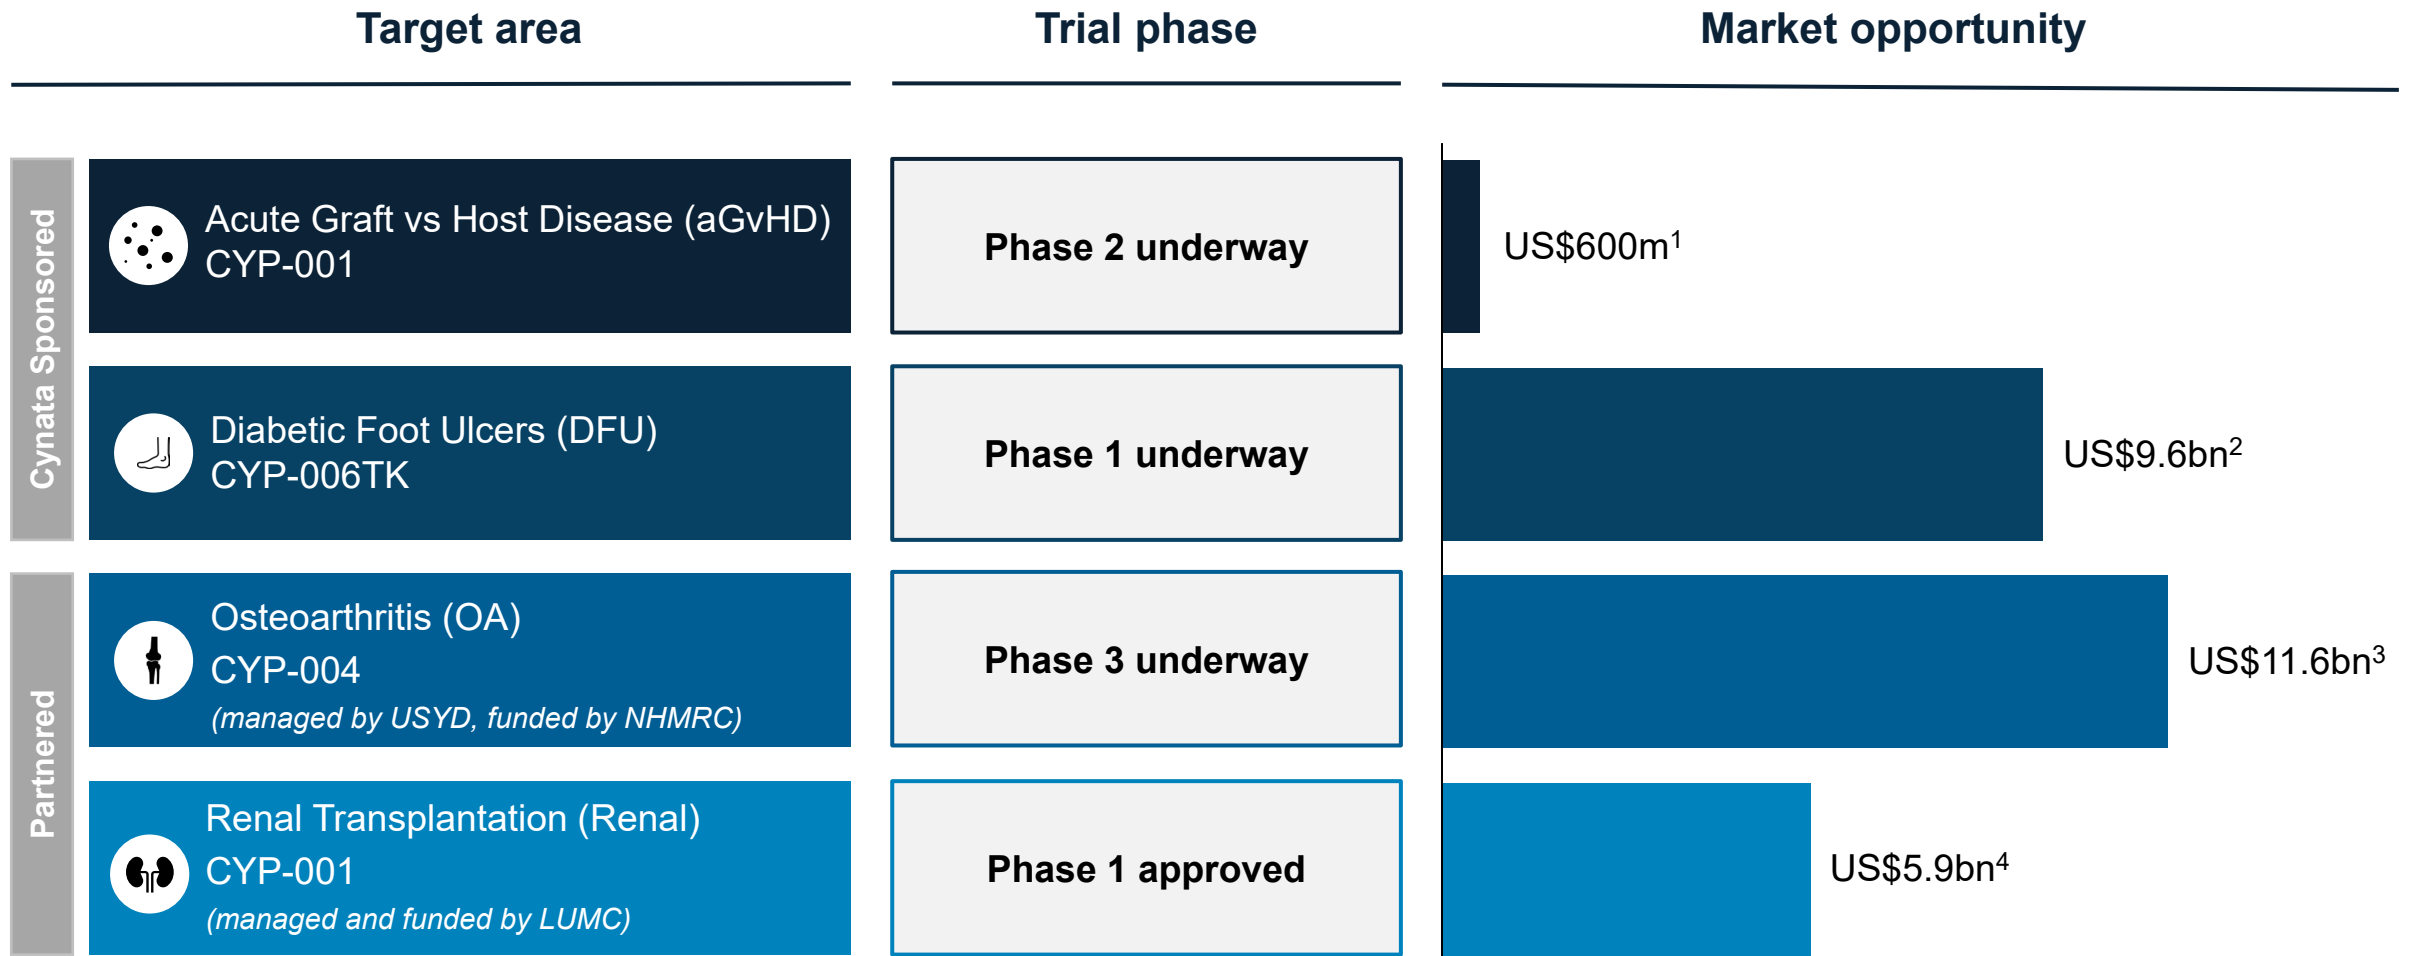 Target area
Trial phase
Market opportunity
Cynata Sponsored
Acute Graft vs Host Disease (aGvHD)
CYP-001
Phase 2 underway
US$600m¹
Diabetic Foot Ulcers (DFU)
CYP-006TK
Phase 1 underway
US$9.6bn²
Partnered
Osteoarthritis (OA)
CYP-004
(managed by USYD, funded by NHMRC)
Phase 3 underway
US$11.6bn³
Renal Transplantation (Renal)
CYP-001
(managed and funded by LUMC)
Phase 1 approved
US$5.9bn⁴